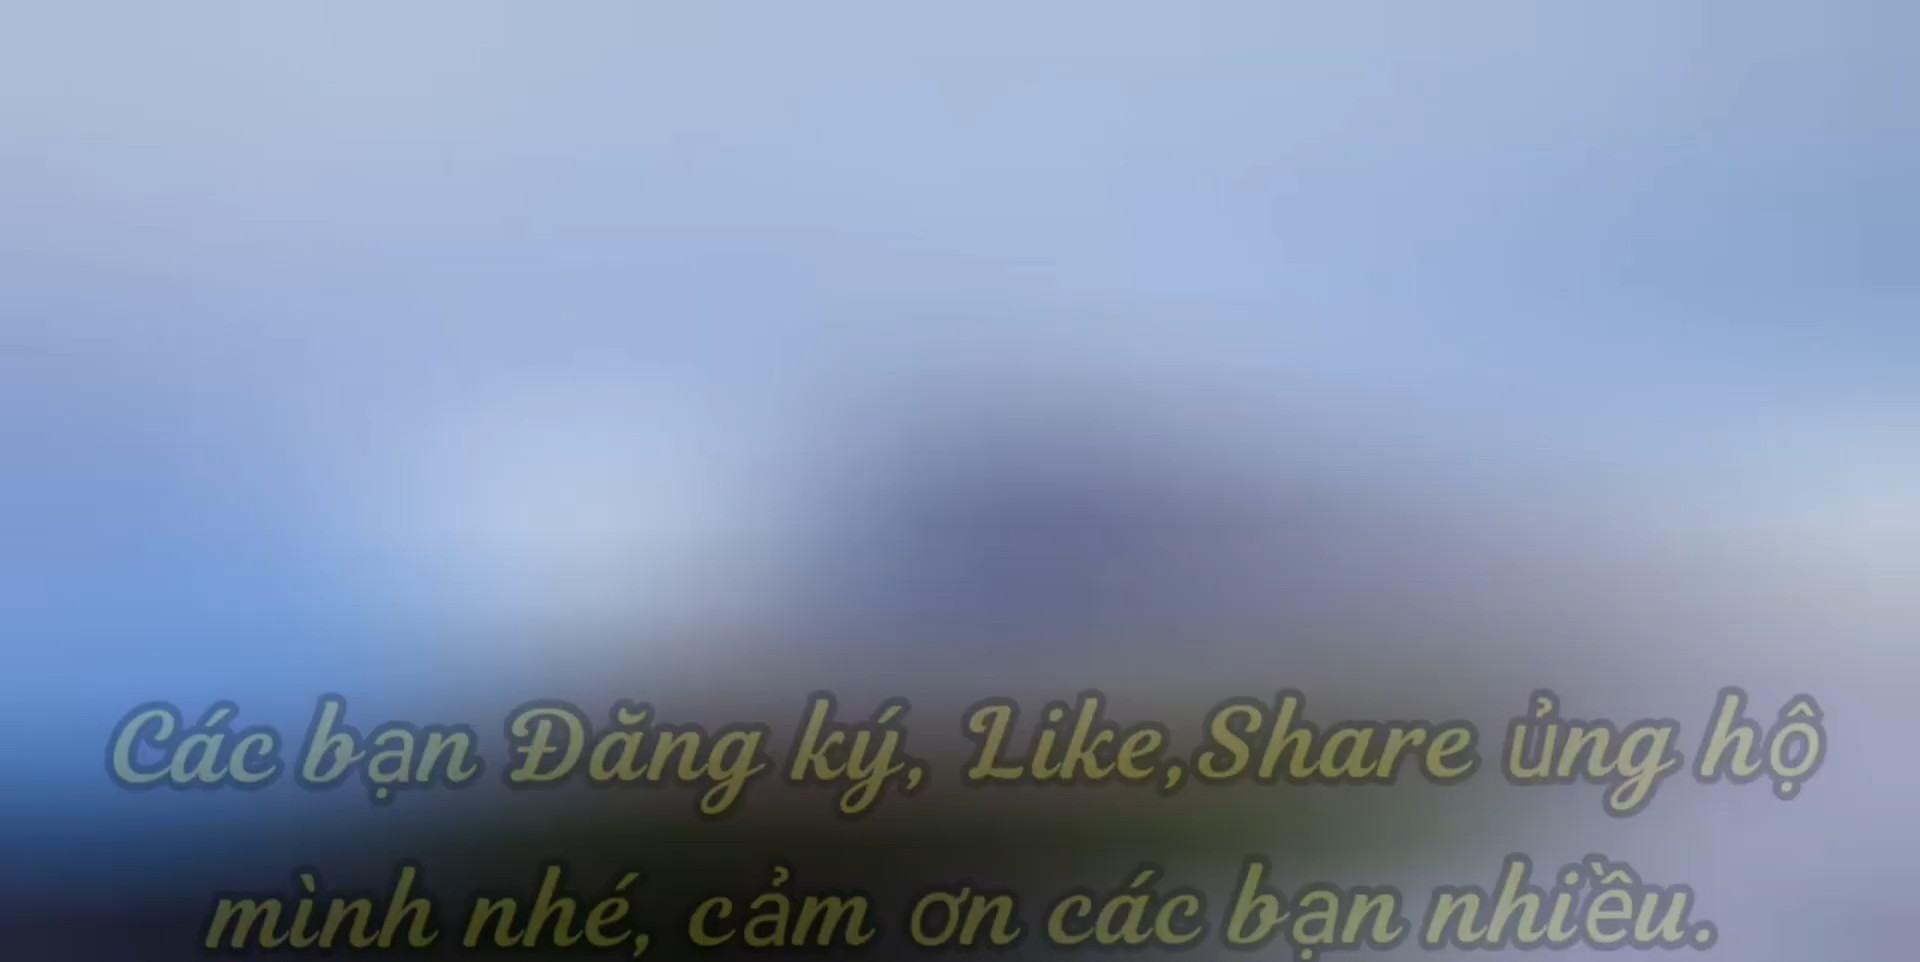 Các bạn Đăng ký, Like,Share ủng hộ
mình nhé, cảm ơn các bạn nhiều.